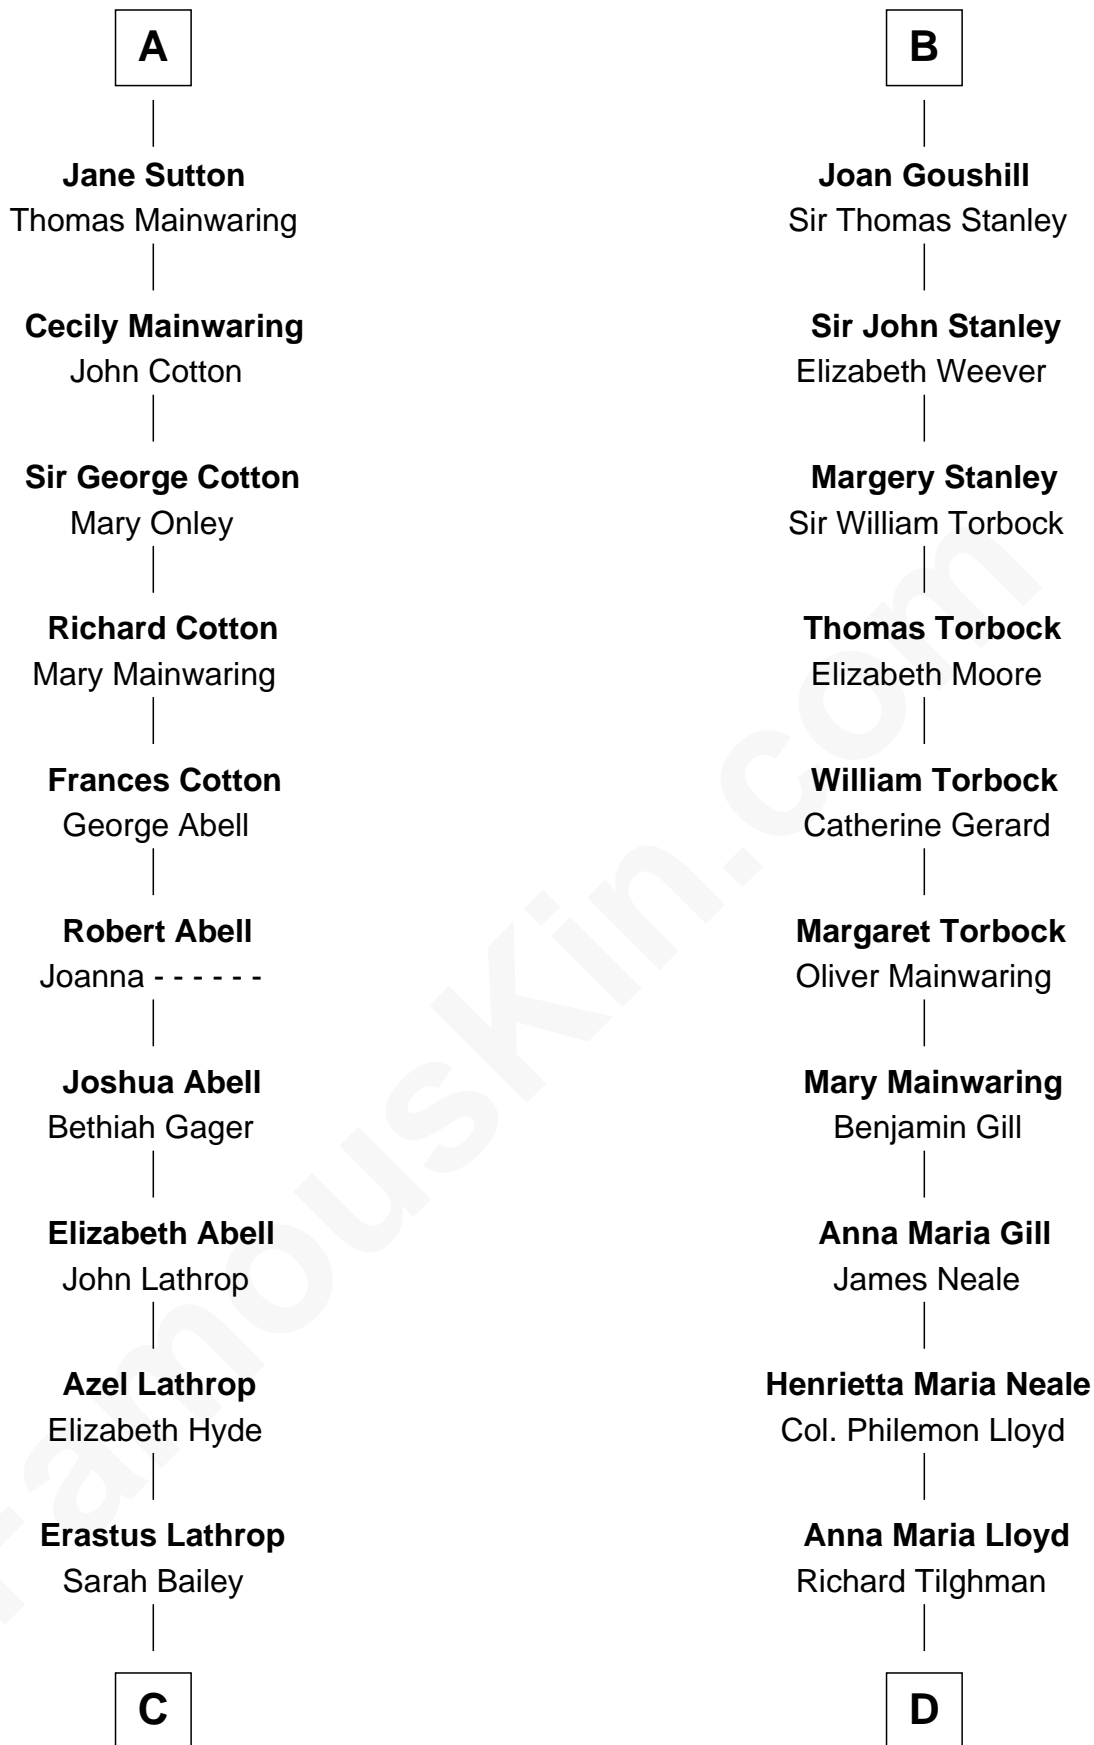 A
Jane Sutton
Thomas Mainwaring
Cecily Mainwaring
John Cotton
Sir George Cotton
Mary Onley
Richard Cotton
Mary Mainwaring
Frances Cotton
George Abell
Robert Abell
Joanna - - - - - -
Joshua Abell
Bethiah Gager
Elizabeth Abell
John Lathrop
Azel Lathrop
Elizabeth Hyde
Erastus Lathrop
Sarah Bailey
C
B
Joan Goushill
Sir Thomas Stanley
Sir John Stanley
Elizabeth Weever
Margery Stanley
Sir William Torbock
Thomas Torbock
Elizabeth Moore
William Torbock
Catherine Gerard
Margaret Torbock
Oliver Mainwaring
Mary Mainwaring
Benjamin Gill
Anna Maria Gill
James Neale
Henrietta Maria Neale
Col. Philemon Lloyd
Anna Maria Lloyd
Richard Tilghman
D
FamousKin.com